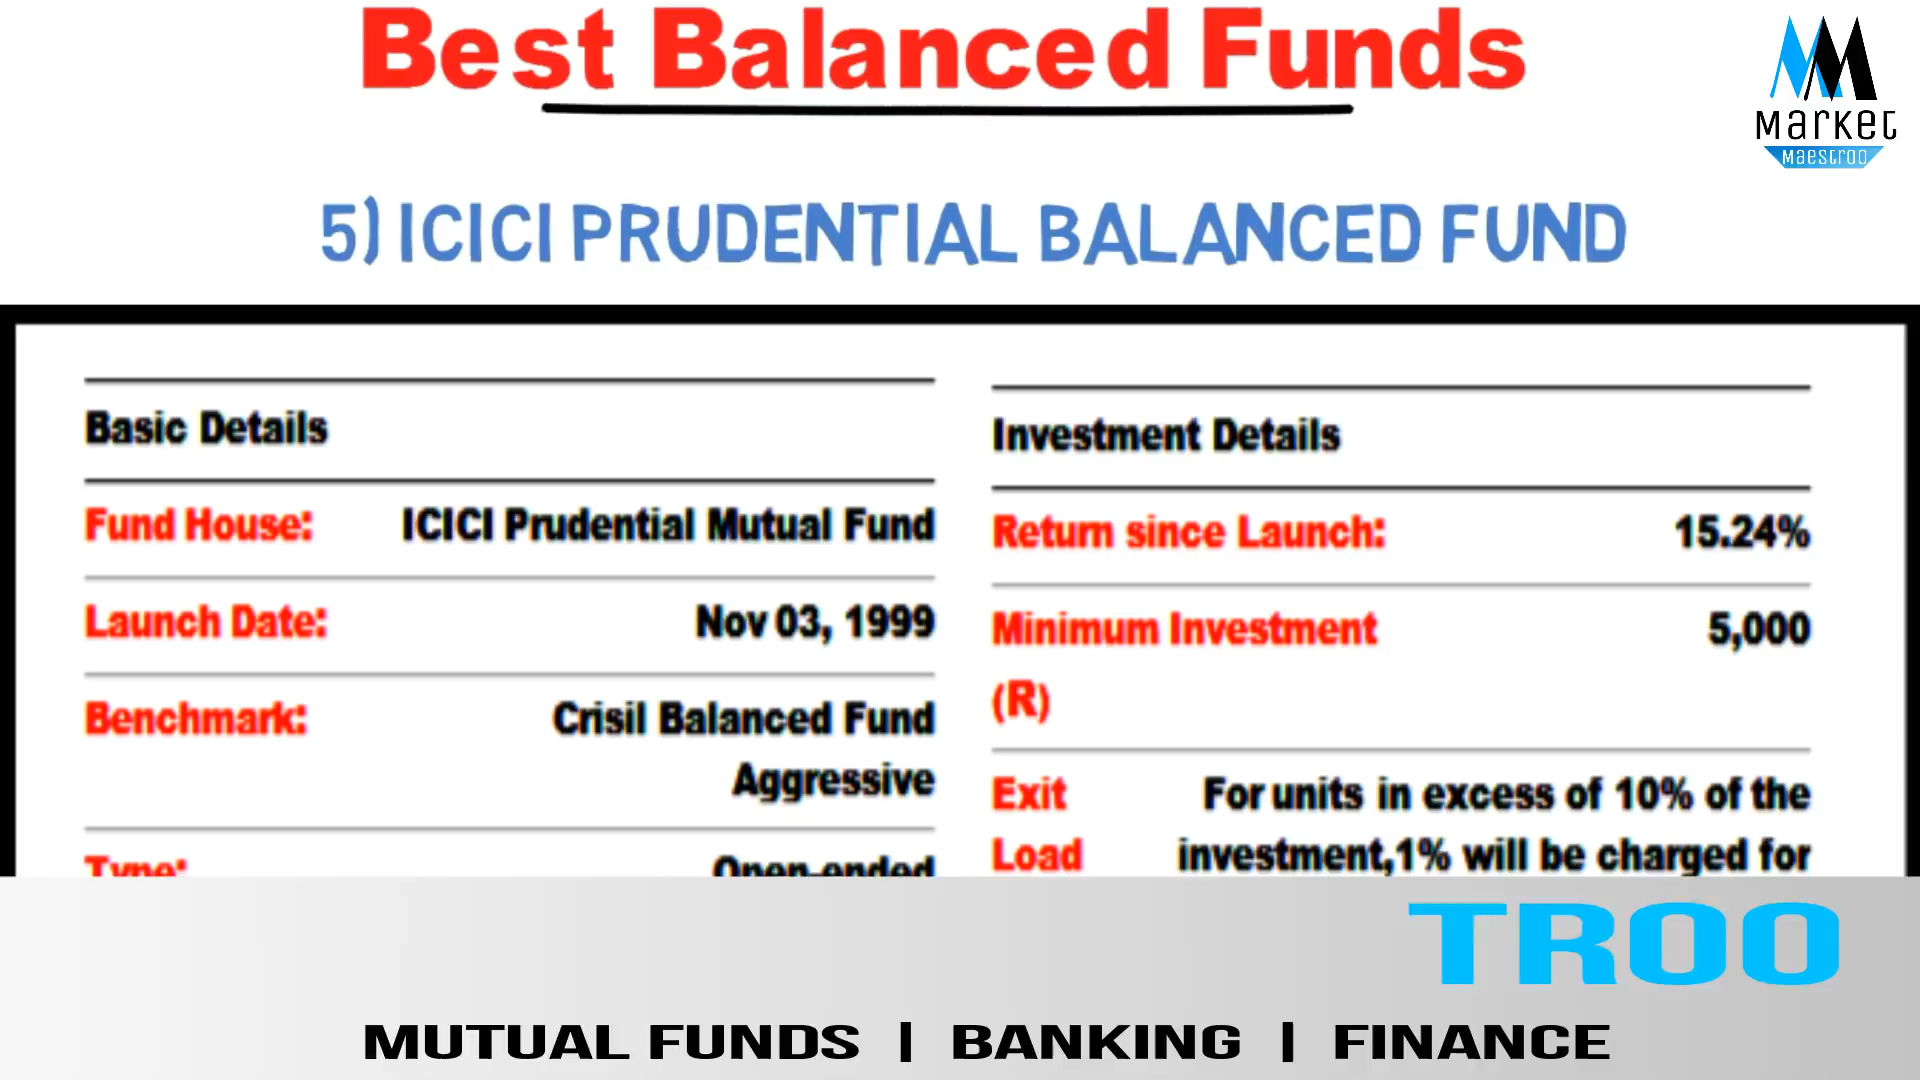 Best Balanced Funds
Market
Maestroo
5) ICICI PRUDENTIAL BALANCED FUND
Basic Details
Fund House: ICICI Prudential Mutual Fund
Launch Date: Nov 03, 1999
Benchmark: Crisil Balanced Fund
Aggressive
Type: Open-ended
Investment Details
Return since Launch: 15.24%
Minimum Investment 5,000
(R)
Exit For units in excess of 10% of the
Load investment,1% will be charged for
TROO
MUTUAL FUNDS | BANKING | FINANCE